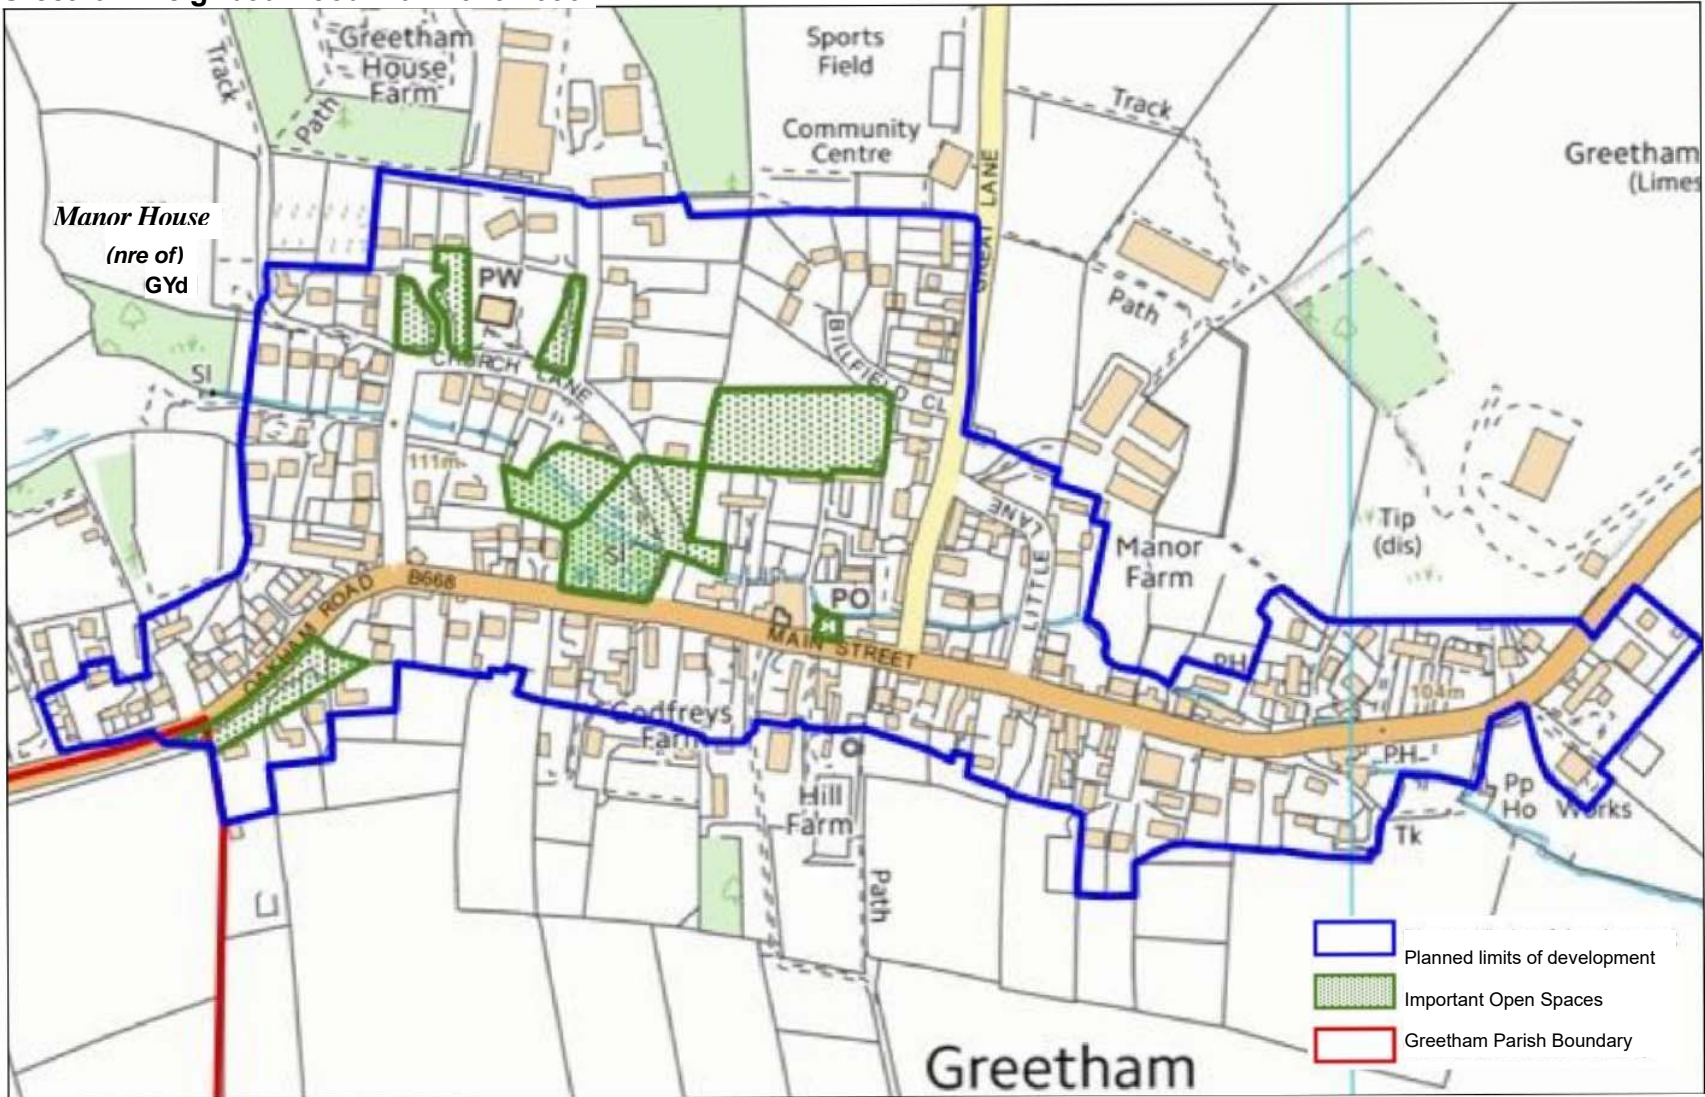 Track
Greetham
House
Farm
Path
Sports
Field
Community
Centre
Track
GREAT LANE
Greetham
(Limes
Manor House
(nre of)
GYd
PW
CHURCH LANE
BILLFIELD CL
Path
Sl
111m
Sl
LANE
LITTLE
Manor
Farm
Tip
(dis)
OAKHAM ROAD
B668
PO
MAIN STREET
PH
104m
Godfreys
Farm
PH
Hill
Farm
Path
Pp
Ho
Works
Tk
Planned limits of development
Important Open Spaces
Greetham Parish Boundary
Greetham